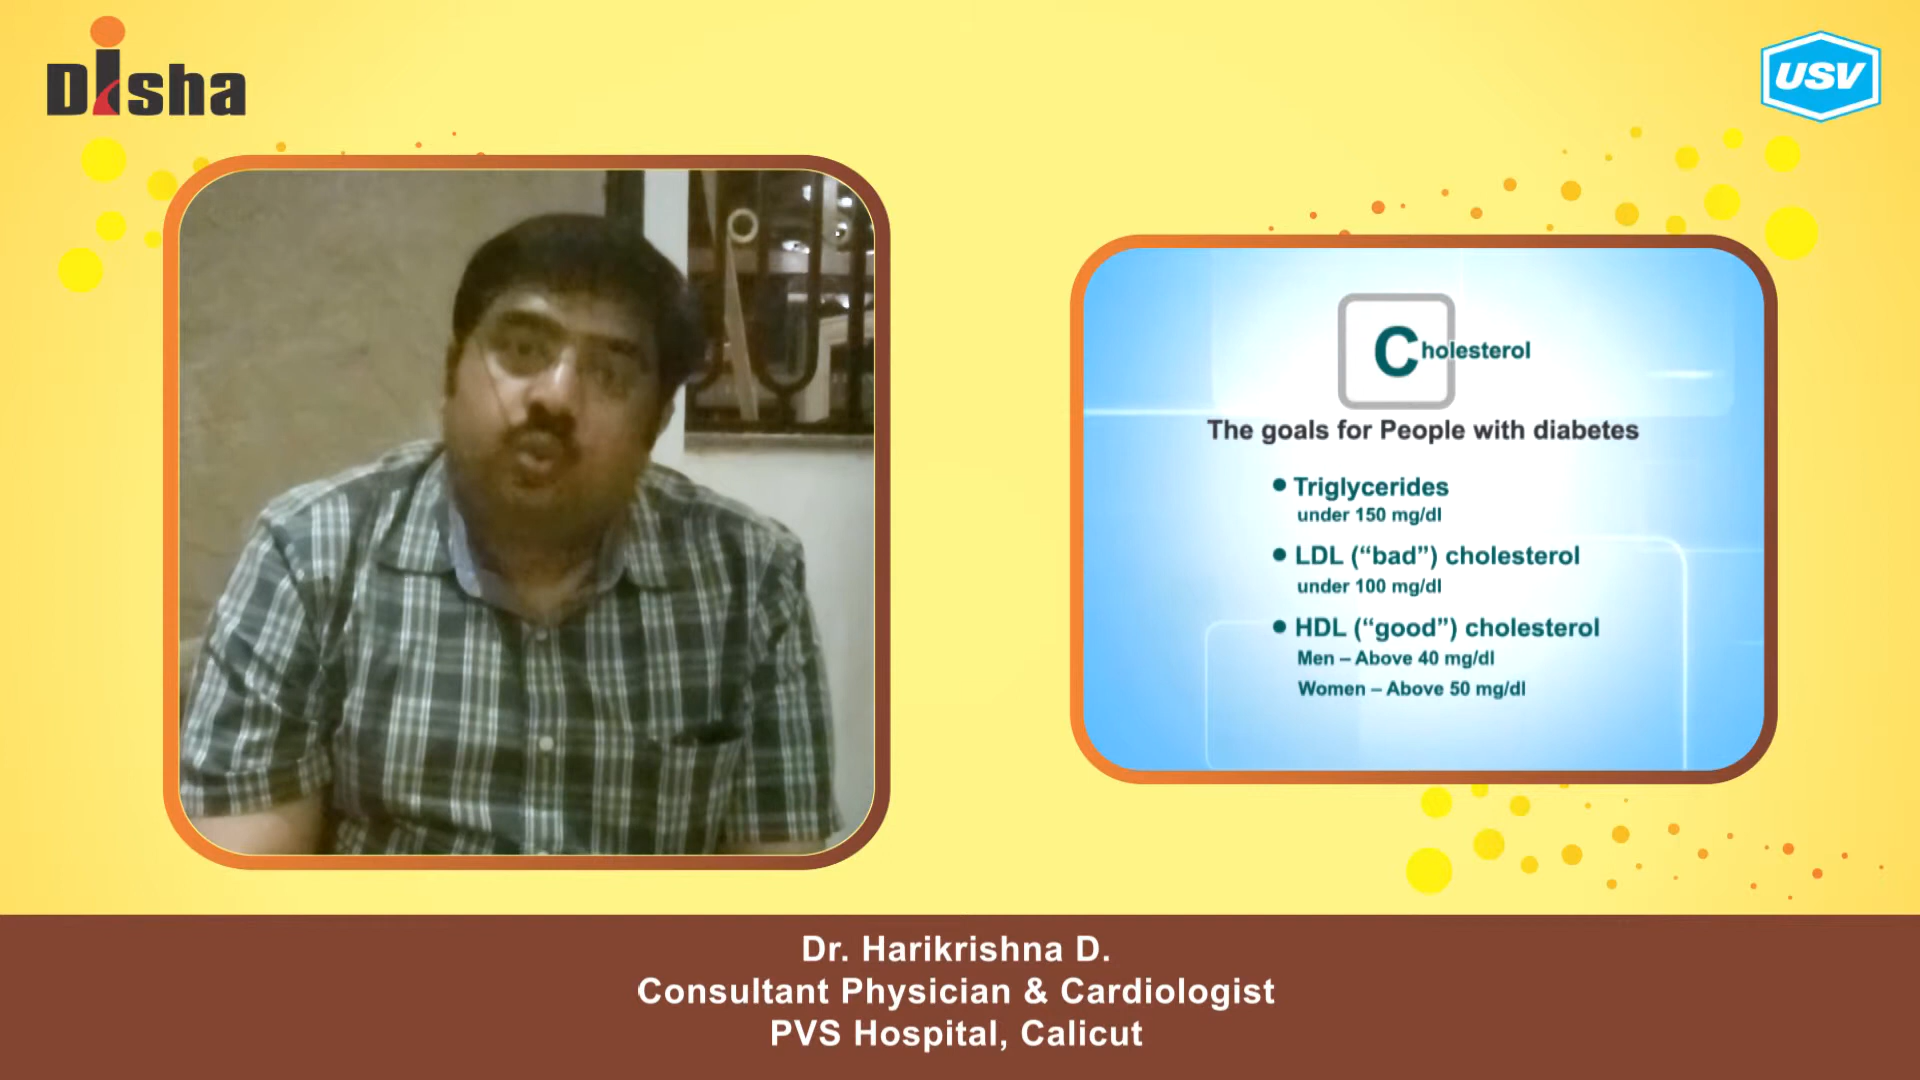 Disha
USV
Cholesterol
The goals for People with diabetes
• Triglycerides
under 150 mg/dl
• LDL (“bad”) cholesterol
under 100 mg/dl
• HDL (“good”) cholesterol
Men – Above 40 mg/dl
Women – Above 50 mg/dl
Dr. Harikrishna D.
Consultant Physician & Cardiologist
PVS Hospital, Calicut